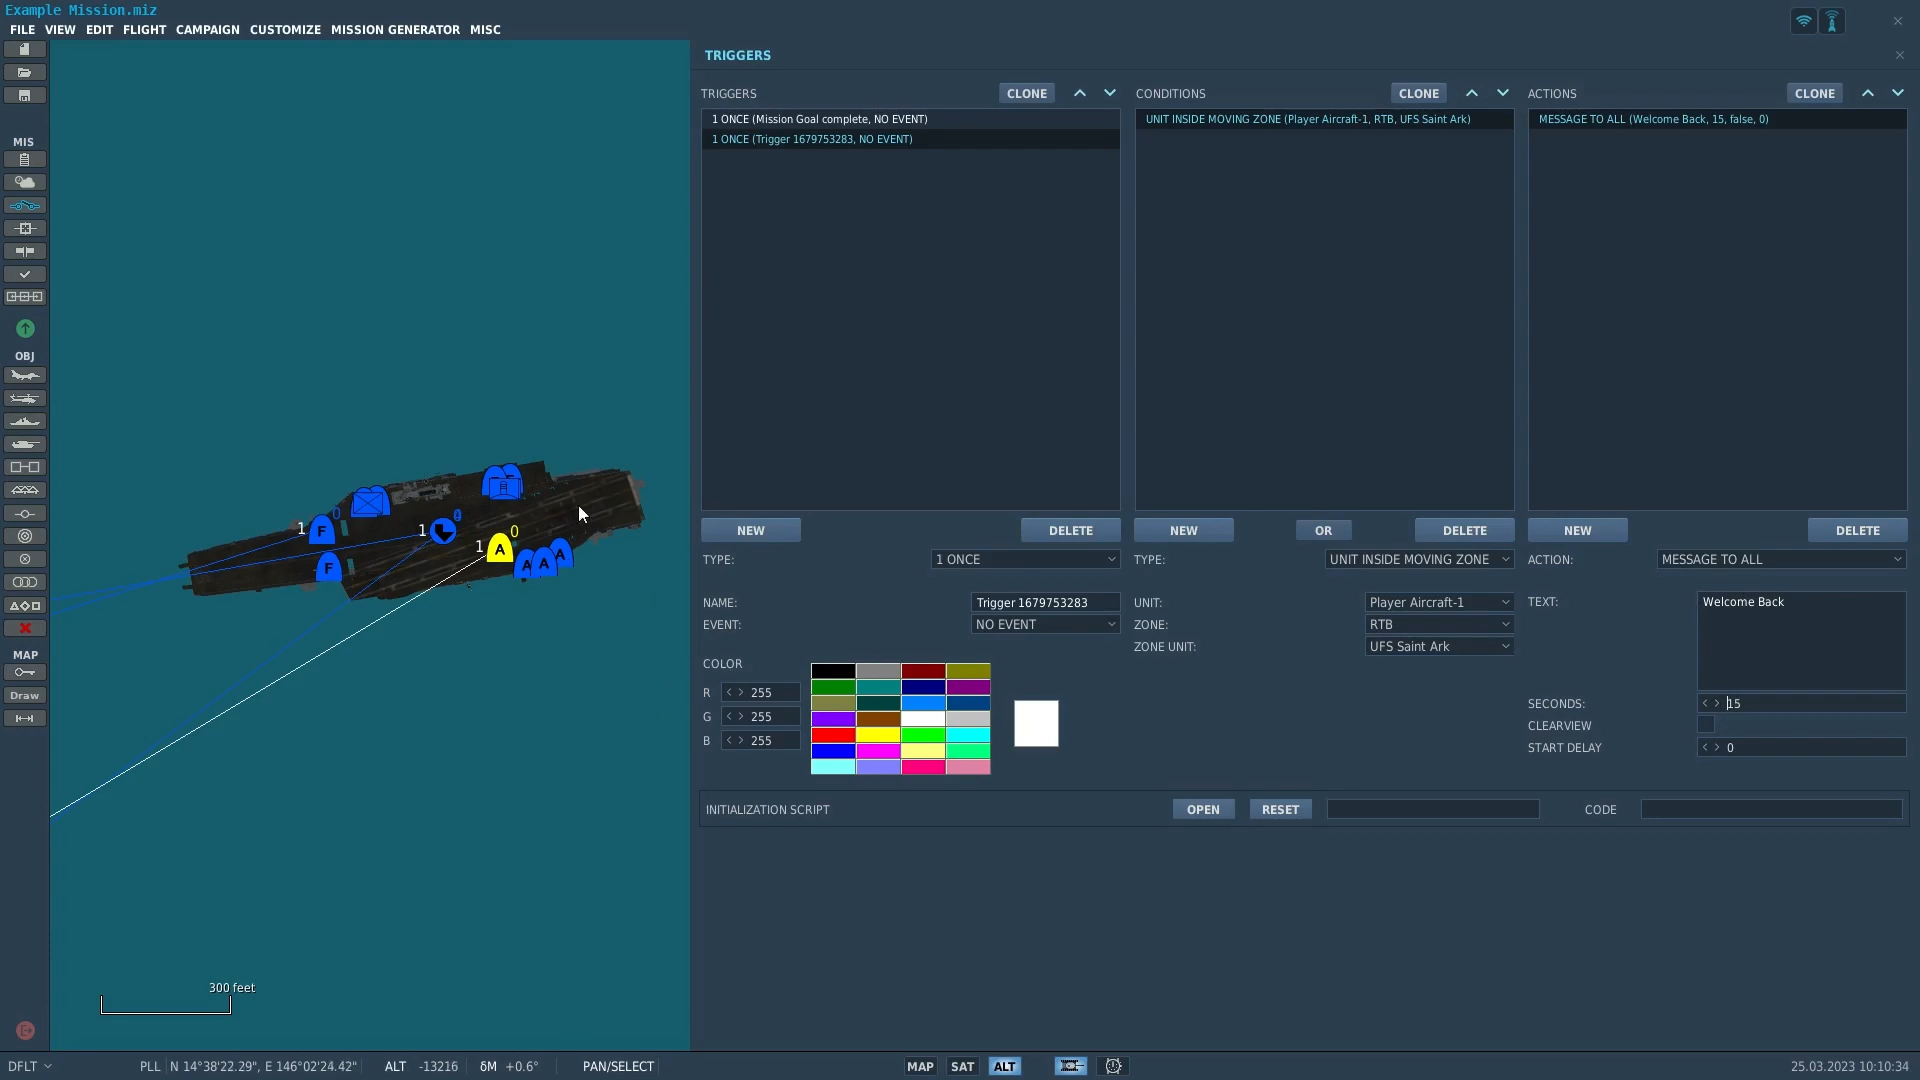 Example Mission.miz
FILE VIEW EDIT FLIGHT CAMPAIGN CUSTOMIZE MISSION GENERATOR MISC
TRIGGERS
TRIGGERS CLONE
1 ONCE (Mission Goal complete, NO EVENT)
1 ONCE (Trigger 1679753283, NO EVENT)
NEW DELETE
TYPE: 1 ONCE
NAME: Trigger 1679753283
EVENT: NO EVENT
COLOR
R < > 255
G < > 255
B < > 255
CONDITIONS CLONE
UNIT INSIDE MOVING ZONE (Player Aircraft-1, RTB, UFS Saint Ark)
NEW OR DELETE
TYPE: UNIT INSIDE MOVING ZONE
UNIT: Player Aircraft-1
ZONE: RTB
ZONE UNIT: UFS Saint Ark
ACTIONS CLONE
MESSAGE TO ALL (Welcome Back, 15, false, 0)
NEW DELETE
ACTION: MESSAGE TO ALL
TEXT: Welcome Back
SECONDS: < > 15
CLEARVIEW
START DELAY < > 0
INITIALIZATION SCRIPT OPEN RESET CODE
MIS
OBJ
MAP
Draw
0
1 F
1
0
1 A
F
A A A
300 feet
DFLT PLL N 14°38'22.29", E 146°02'24.42" ALT -13216 δM +0.6° PAN/SELECT MAP SAT ALT 25.03.2023 10:10:34